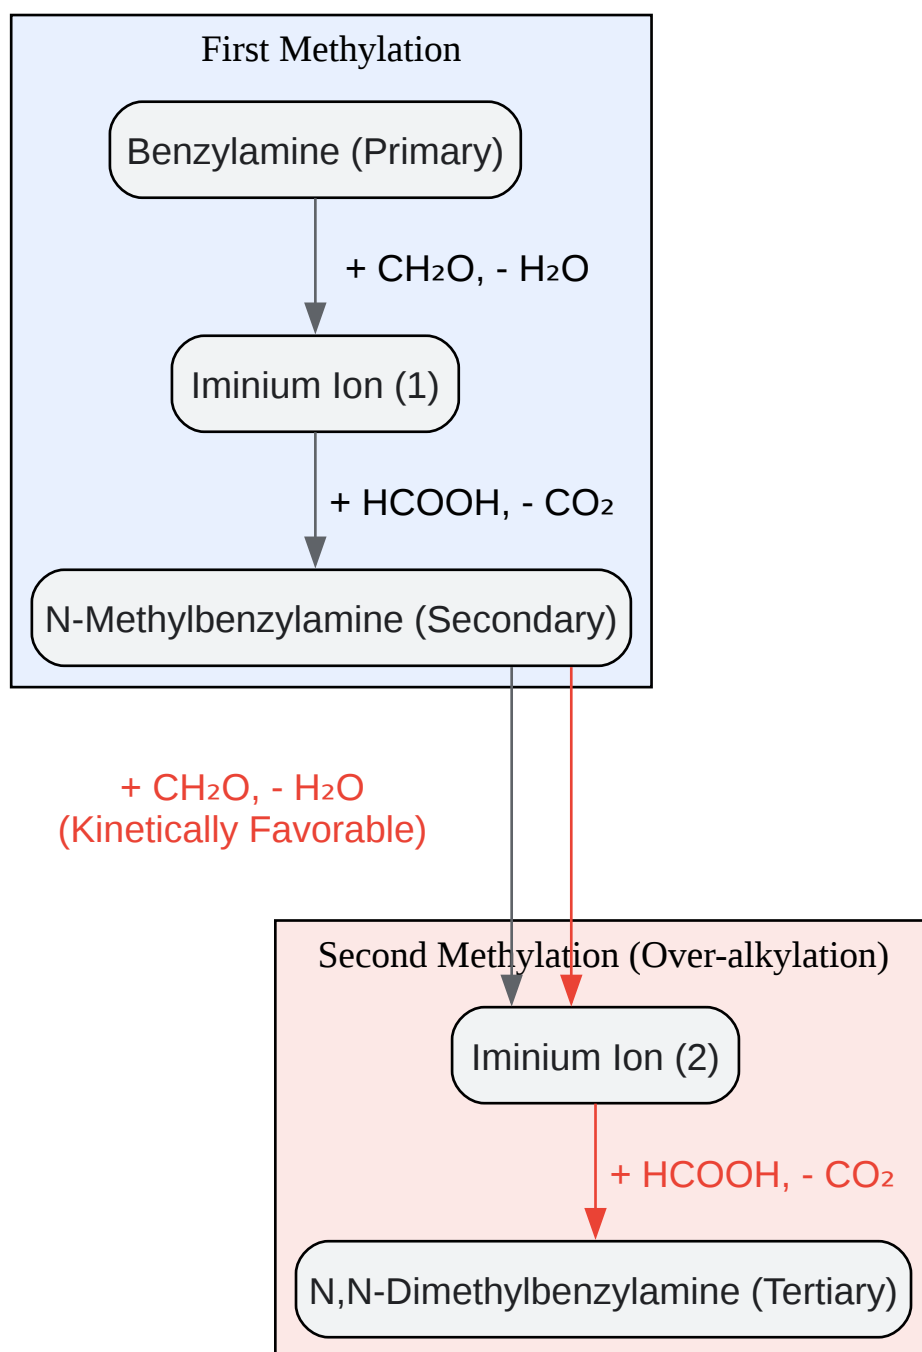 First Methylation
Benzylamine (Primary)
+ CH₂O, - H₂O
Iminium Ion (1)
+ HCOOH, - CO₂
N-Methylbenzylamine (Secondary)
+ CH₂O, - H₂O
(Kinetically Favorable)
Second Methylation (Over-alkylation)
Iminium Ion (2)
+ HCOOH, - CO₂
N,N-Dimethylbenzylamine (Tertiary)